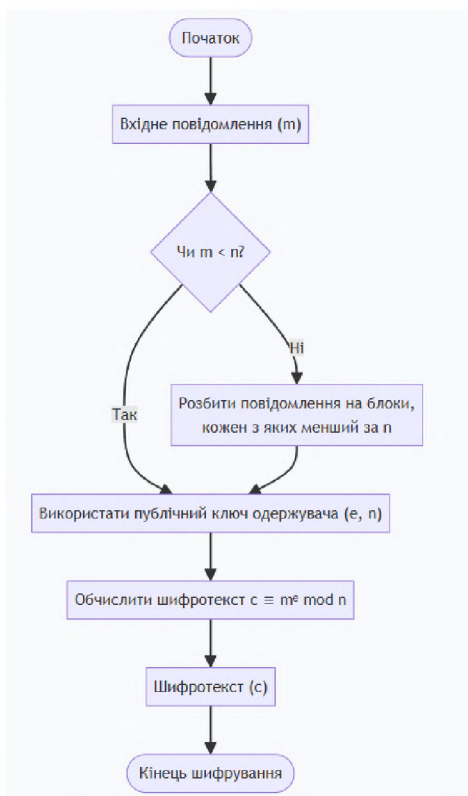 Початок
Вхідне повідомлення (m)
Чи m < n?
Ні
Розбити повідомлення на блоки,
кожен з яких менший за n
Так
Використати публічний ключ одержувача (e, n)
Обчислити шифротекст c ≡ mᵉ mod n
Шифротекст (c)
Кінець шифрування